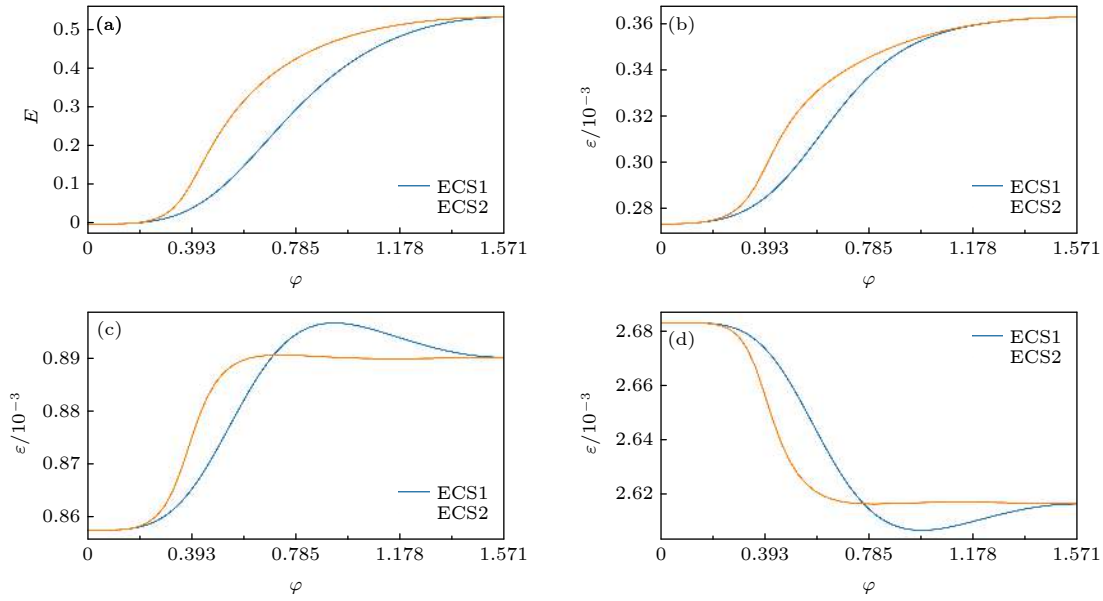 (a)
E
0.5
0.4
0.3
0.2
0.1
0
ECS1
ECS2
0
0.393
0.785
1.178
1.571
φ
(b)
ε/10⁻³
0.36
0.34
0.32
0.30
0.28
ECS1
ECS2
0
0.393
0.785
1.178
1.571
φ
(c)
ε/10⁻³
0.89
0.88
0.87
0.86
ECS1
ECS2
0
0.393
0.785
1.178
1.571
φ
(d)
ε/10⁻³
2.68
2.66
2.64
2.62
ECS1
ECS2
0
0.393
0.785
1.178
1.571
φ